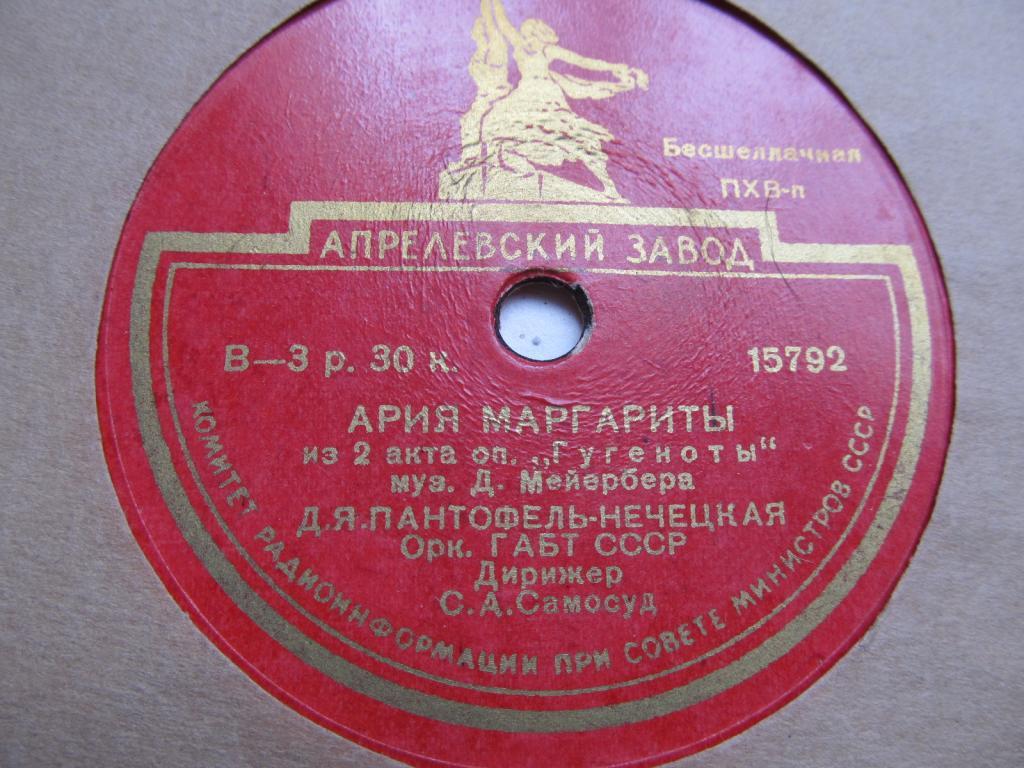 Бесшеллачная
ПХВ-п
АПРЕЛЕВСКИЙ ЗАВОД
В—3 р. 30 к.
15792
АРИЯ МАРГАРИТЫ
из 2 акта оп. „Гугеноты“
муз. Д. Мейербера
Д.Я.ПАНТОФЕЛЬ-НЕЧЕЦКАЯ
Орк. ГАБТ СССР
Дирижер
С.А.Самосуд
КОМИТЕТ РАДИОИНФОРМАЦИИ ПРИ СОВЕТЕ МИНИСТРОВ СССР